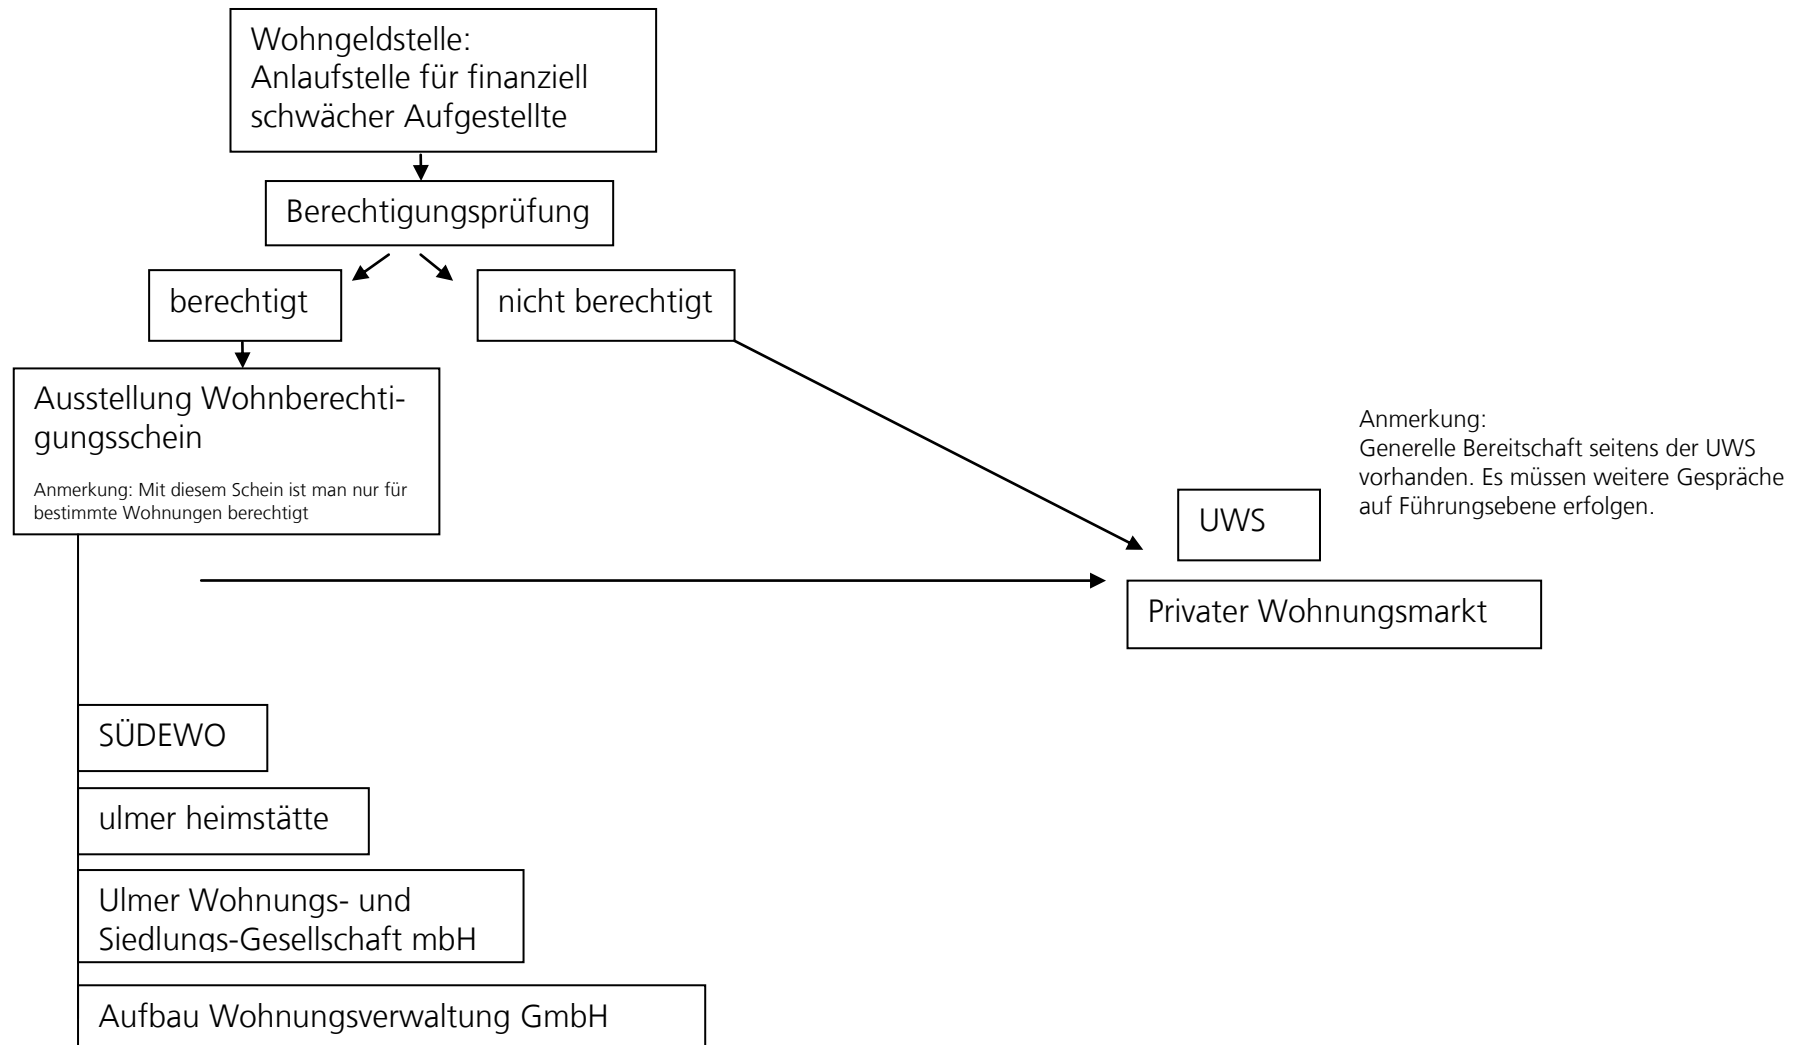 Wohngeldstelle:
Anlaufstelle für finanziell
schwächer Aufgestellte
Berechtigungsprüfung
berechtigt
nicht berechtigt
Ausstellung Wohnberechti-
gungsschein
Anmerkung: Mit diesem Schein ist man nur für
bestimmte Wohnungen berechtigt
Anmerkung:
Generelle Bereitschaft seitens der UWS
vorhanden. Es müssen weitere Gespräche
auf Führungsebene erfolgen.
UWS
Privater Wohnungsmarkt
SÜDEWO
ulmer heimstätte
Ulmer Wohnungs- und
Siedlungs-Gesellschaft mbH
Aufbau Wohnungsverwaltung GmbH